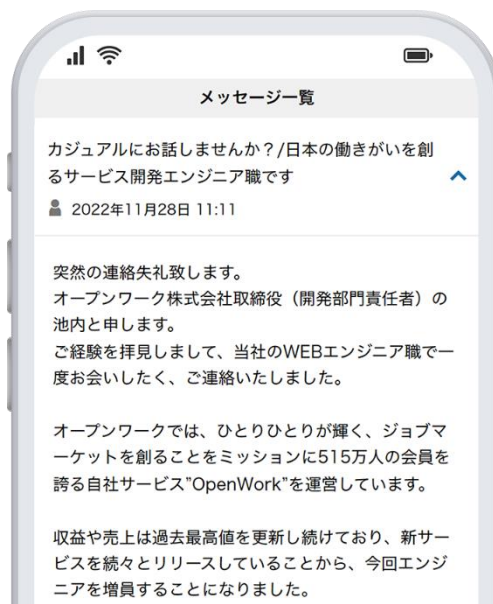 メッセージ一覧
カジュアルにお話しませんか？/日本の働きがいを創
るサービス開発エンジニア職です
2022年11月28日 11:11
突然の連絡失礼致します。
オープンワーク株式会社取締役（開発部門責任者）の
池内と申します。
ご経験を拝見しまして、当社のWEBエンジニア職で一
度お会いしたく、ご連絡いたしました。
オープンワークでは、ひとりひとりが輝く、ジョブマ
ーケットを創ることをミッションに515万人の会員を
誇る自社サービス”OpenWork”を運営しています。
収益や売上は過去最高値を更新し続けており、新サー
ビスを続々とリリースしていることから、今回エンジ
ニアを増員することになりました。